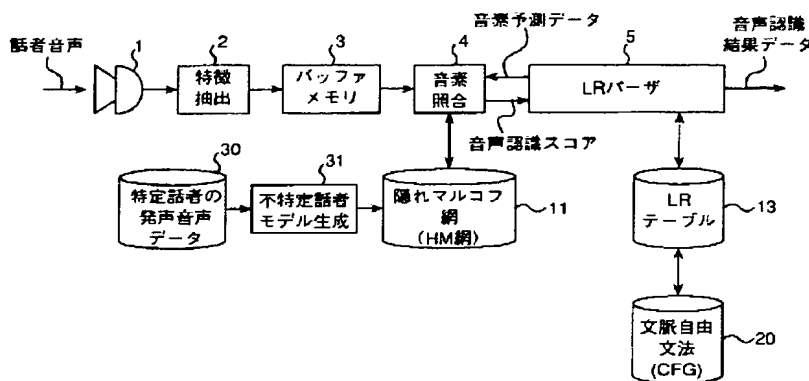 話者音声
1
2
特徴
抽出
3
バッファ
メモリ
4
音素
照合
音素予測データ
音声認識スコア
5
LRパーザ
音声認識
結果データ
30
特定話者の
発声音声
データ
31
不特定話者
モデル生成
隠れマルコフ
網
(HM網)
11
LR
テーブル
13
文脈自由
文法
(CFG)
20